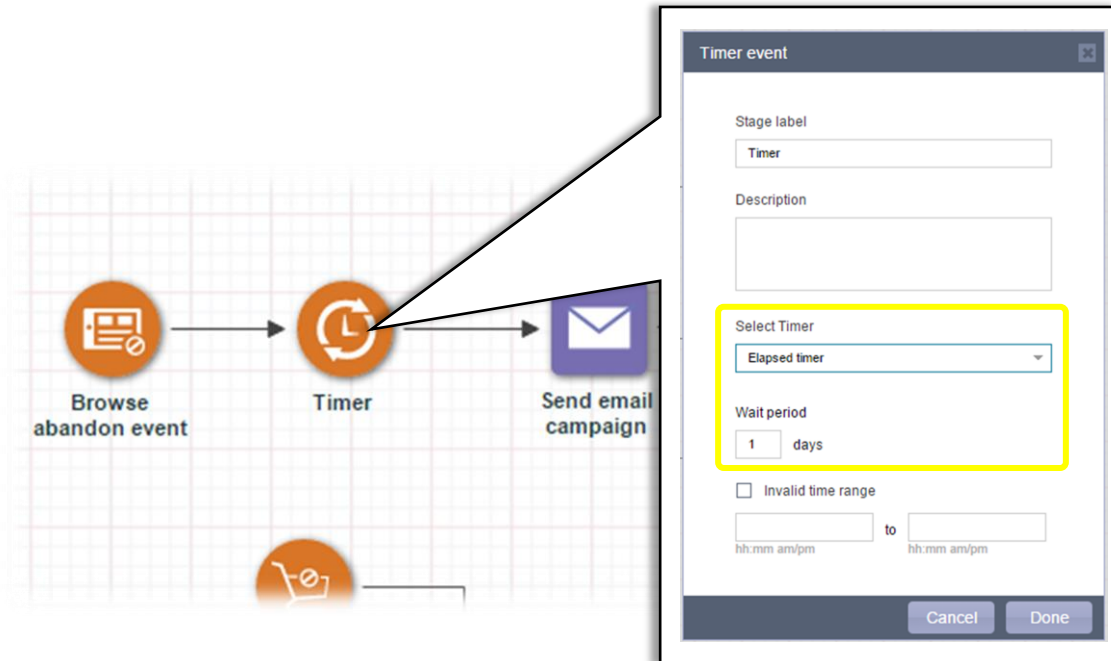 Timer event
Stage label
Timer
Description
Select Timer
Elapsed timer
Wait period
1 days
Invalid time range
to
hh:mm am/pm hh:mm am/pm
Cancel Done
Browse
abandon event
Timer
Send email
campaign